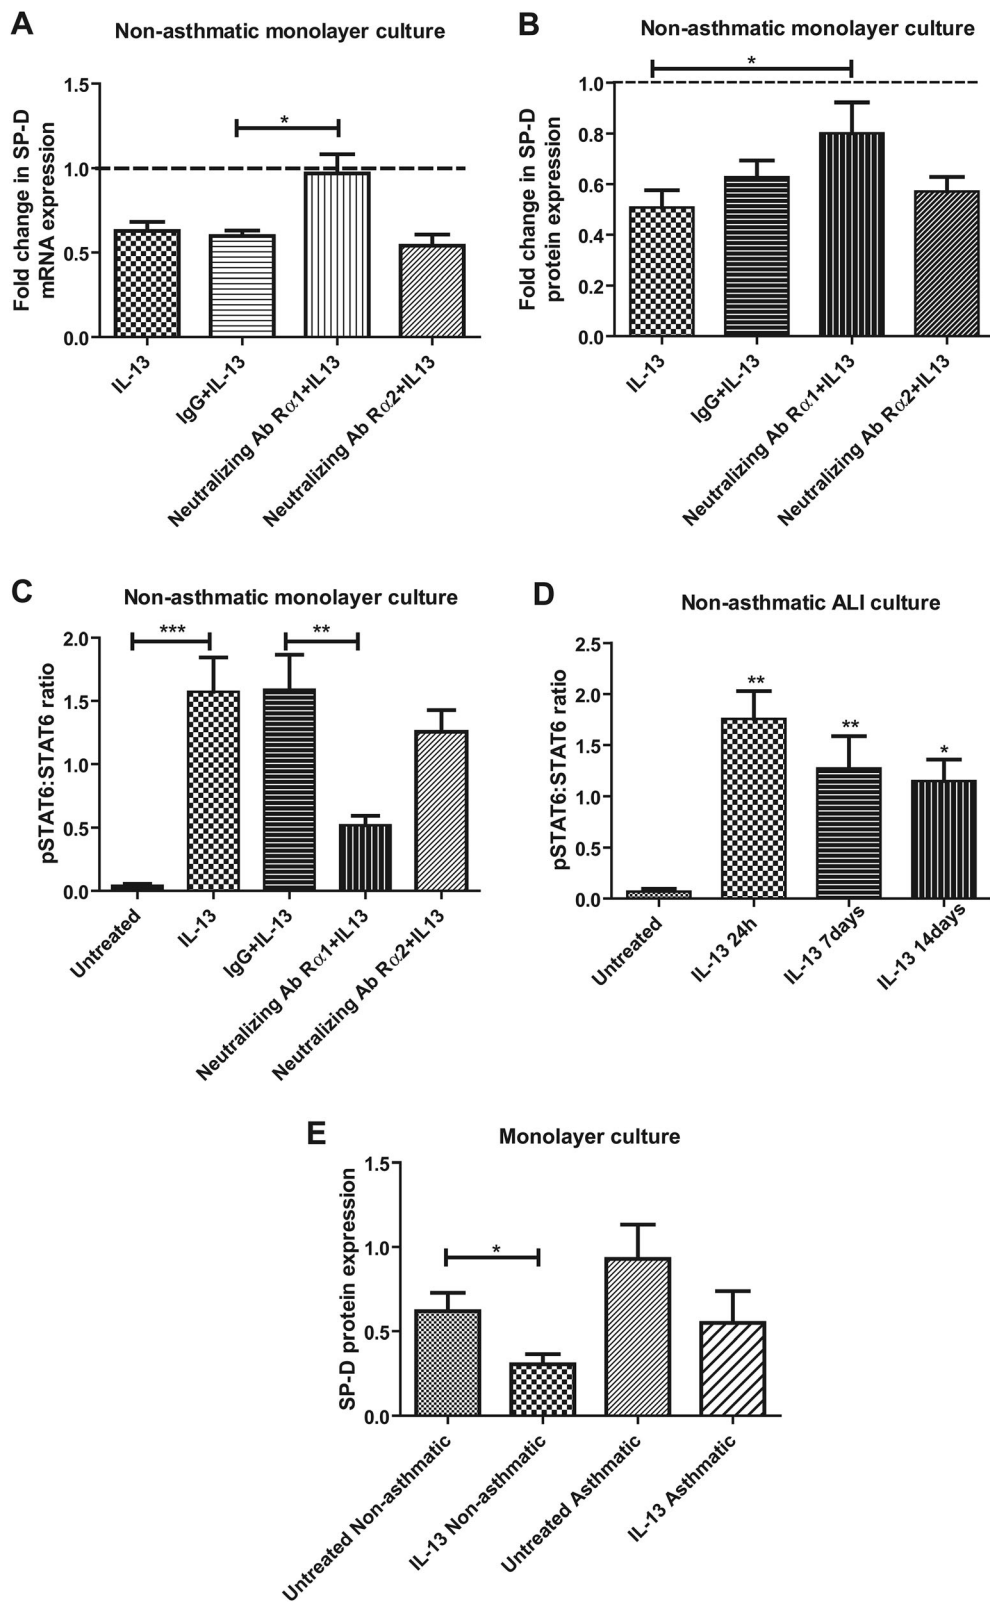 A
Non-asthmatic monolayer culture
Fold change in SP-D
mRNA expression
1.5
1.0
0.5
0.0
*
IL-13
IgG+IL-13
Neutralizing Ab Rα1+IL13
Neutralizing Ab Rα2+IL13
B
Non-asthmatic monolayer culture
Fold change in SP-D
protein expression
1.0
0.8
0.6
0.4
0.2
0.0
*
IL-13
IgG+IL-13
Neutralizing Ab Rα1+IL13
Neutralizing Ab Rα2+IL13
C
Non-asthmatic monolayer culture
pSTAT6:STAT6 ratio
2.0
1.5
1.0
0.5
0.0
***
**
Untreated
IL-13
IgG+IL-13
Neutralizing Ab Rα1+IL13
Neutralizing Ab Rα2+IL13
D
Non-asthmatic ALI culture
pSTAT6:STAT6 ratio
2.5
2.0
1.5
1.0
0.5
0.0
**
**
*
Untreated
IL-13 24h
IL-13 7days
IL-13 14days
E
Monolayer culture
SP-D protein expression
1.5
1.0
0.5
0.0
*
Untreated Non-asthmatic
IL-13 Non-asthmatic
Untreated Asthmatic
IL-13 Asthmatic